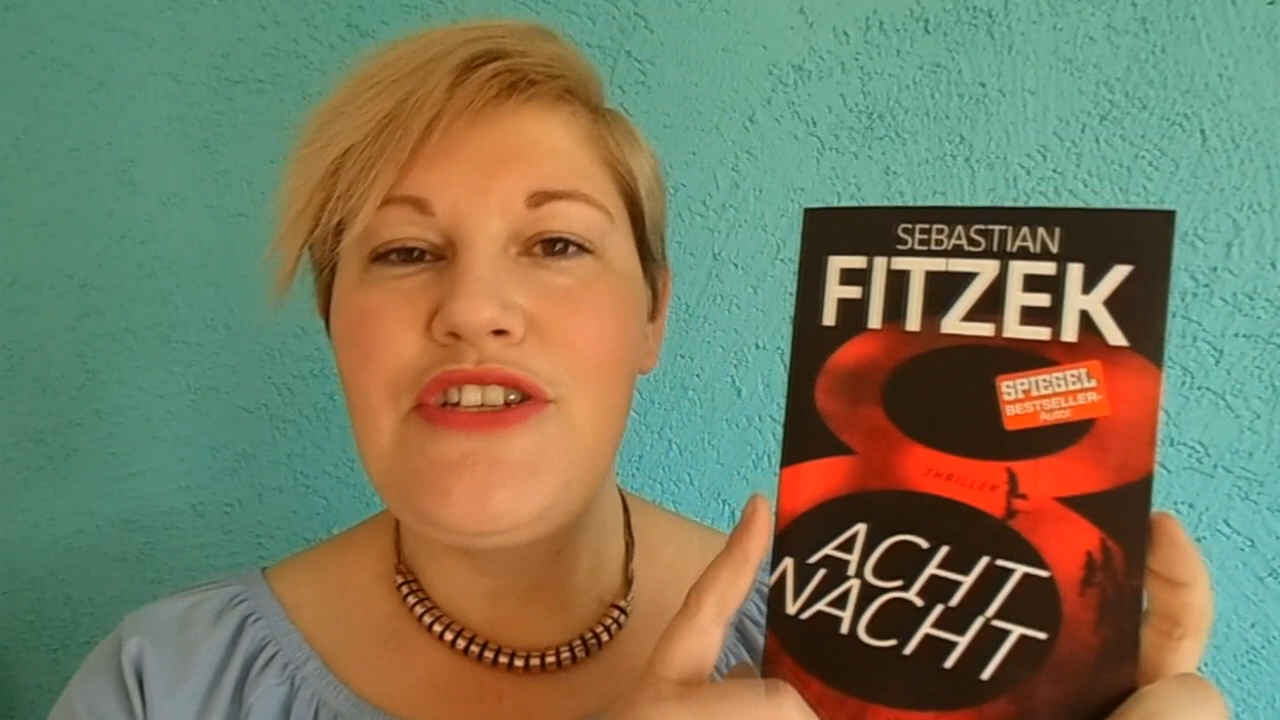 SEBASTIAN
FITZEK
SPIEGEL
BESTSELLER-
Autor
THRILLER
ACHT
NACHT